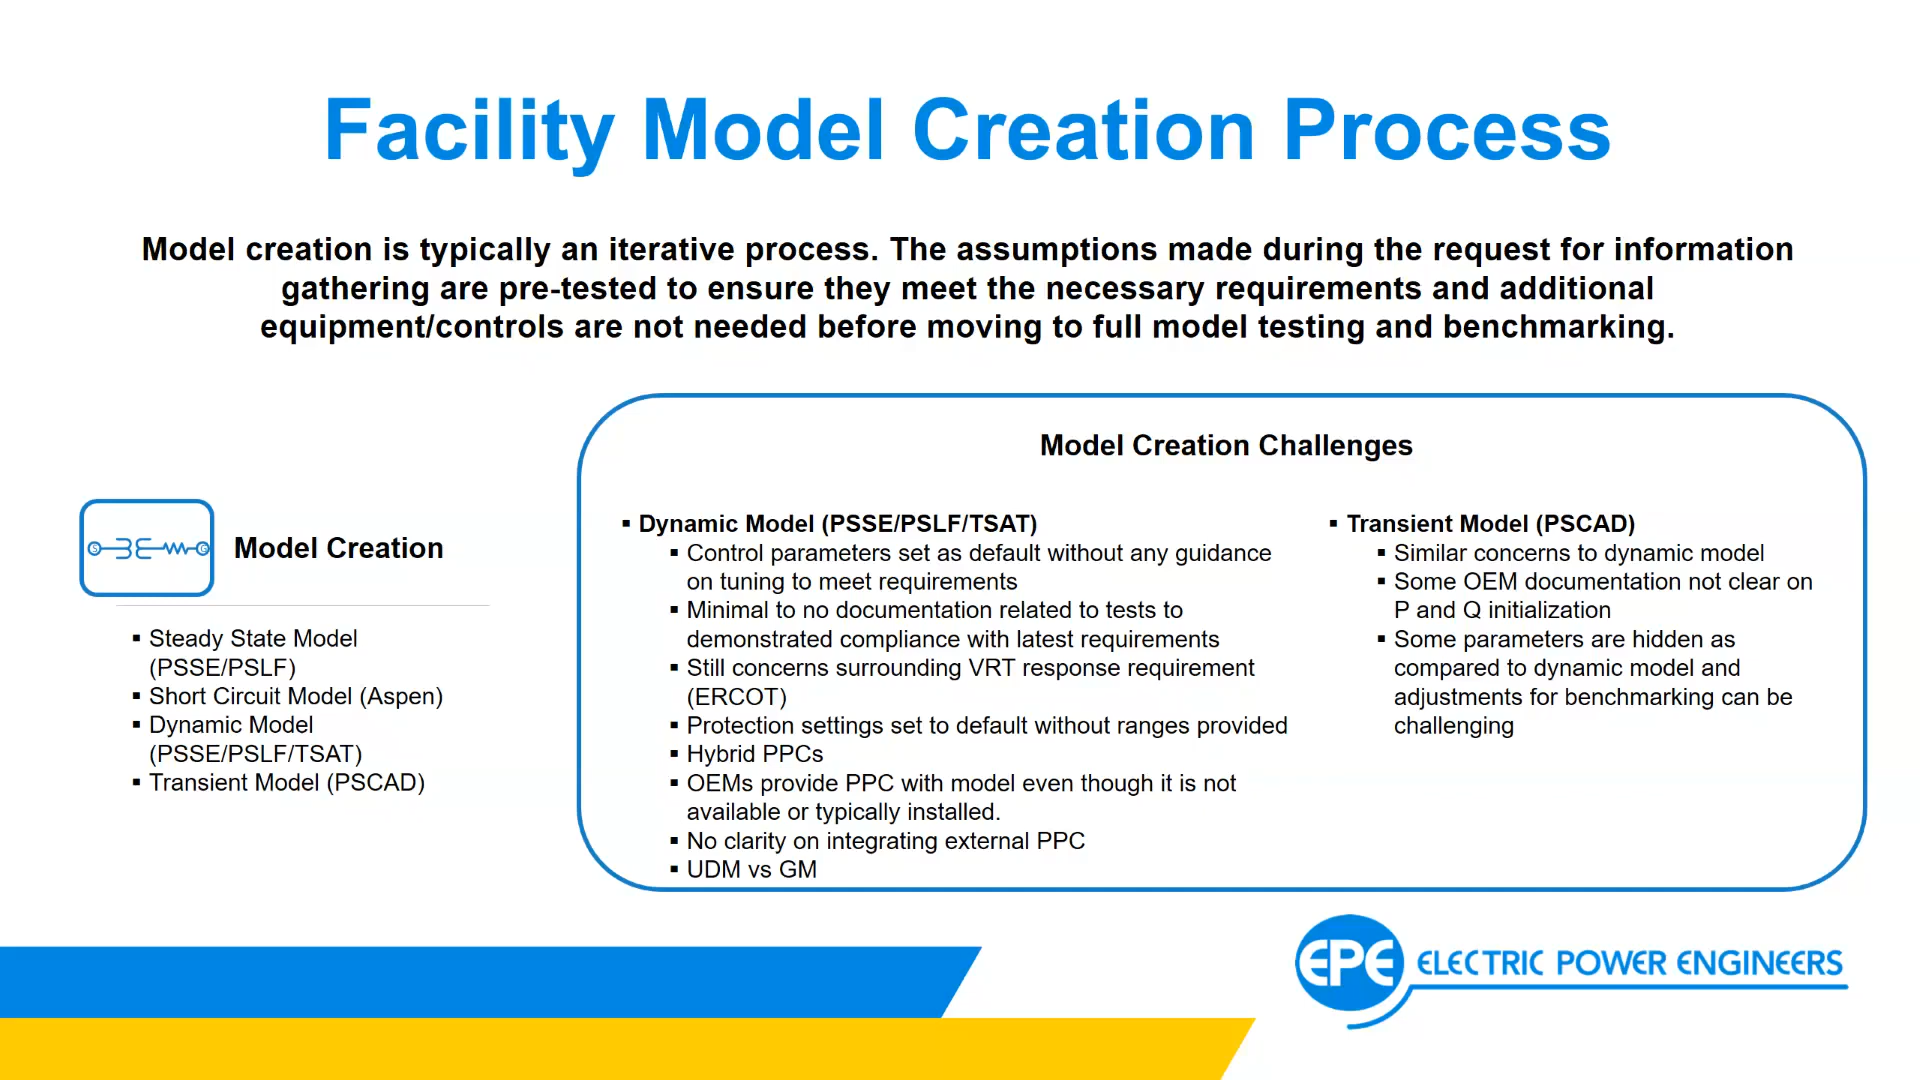 Facility Model Creation Process
Model creation is typically an iterative process. The assumptions made during the request for information
gathering are pre-tested to ensure they meet the necessary requirements and additional
equipment/controls are not needed before moving to full model testing and benchmarking.
S
G
Model Creation
▪ Steady State Model
(PSSE/PSLF)
▪ Short Circuit Model (Aspen)
▪ Dynamic Model
(PSSE/PSLF/TSAT)
▪ Transient Model (PSCAD)
Model Creation Challenges
▪ Dynamic Model (PSSE/PSLF/TSAT)
▪ Control parameters set as default without any guidance
on tuning to meet requirements
▪ Minimal to no documentation related to tests to
demonstrated compliance with latest requirements
▪ Still concerns surrounding VRT response requirement
(ERCOT)
▪ Protection settings set to default without ranges provided
▪ Hybrid PPCs
▪ OEMs provide PPC with model even though it is not
available or typically installed.
▪ No clarity on integrating external PPC
▪ UDM vs GM
▪ Transient Model (PSCAD)
▪ Similar concerns to dynamic model
▪ Some OEM documentation not clear on
P and Q initialization
▪ Some parameters are hidden as
compared to dynamic model and
adjustments for benchmarking can be
challenging
EPE ELECTRIC POWER ENGINEERS